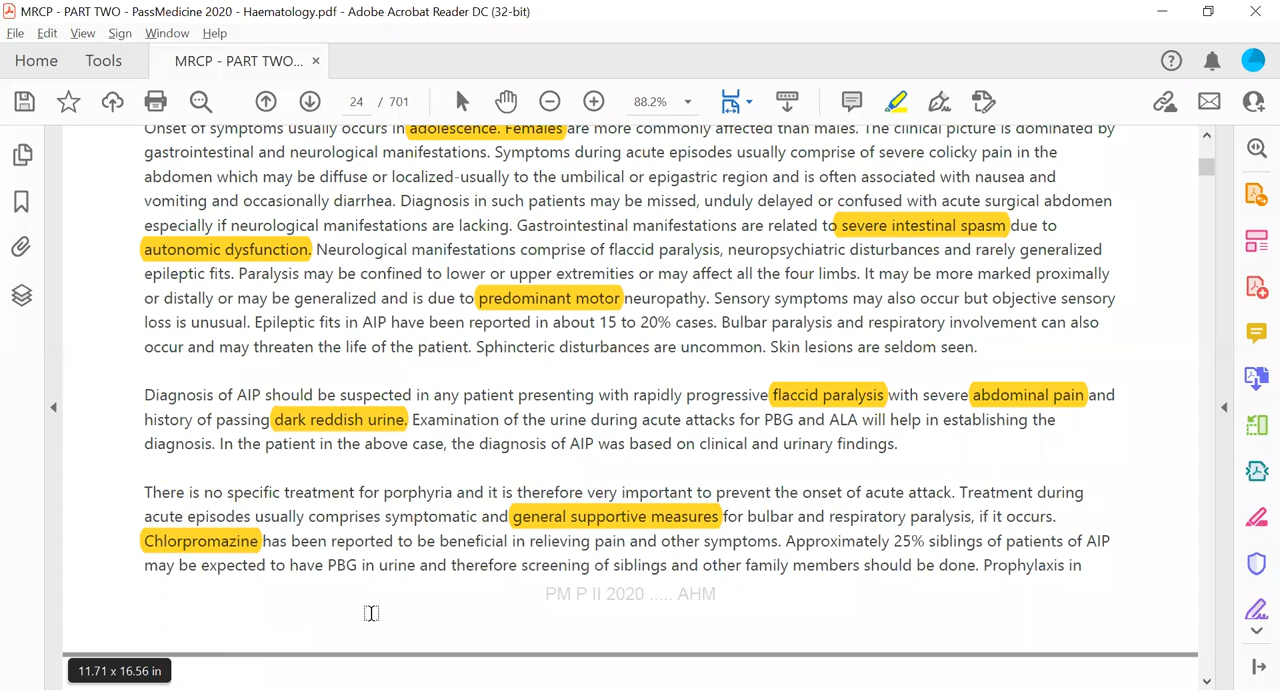 MRCP - PART TWO - PassMedicine 2020 - Haematology.pdf - Adobe Acrobat Reader DC (32-bit)
File Edit View Sign Window Help
Home Tools MRCP - PART TWO... ×
24 / 701 88.2%
Onset of symptoms usually occurs in adolescence. Females are more commonly affected than males. The clinical picture is dominated by
gastrointestinal and neurological manifestations. Symptoms during acute episodes usually comprise of severe colicky pain in the
abdomen which may be diffuse or localized-usually to the umbilical or epigastric region and is often associated with nausea and
vomiting and occasionally diarrhea. Diagnosis in such patients may be missed, unduly delayed or confused with acute surgical abdomen
especially if neurological manifestations are lacking. Gastrointestinal manifestations are related to severe intestinal spasm due to
autonomic dysfunction. Neurological manifestations comprise of flaccid paralysis, neuropsychiatric disturbances and rarely generalized
epileptic fits. Paralysis may be confined to lower or upper extremities or may affect all the four limbs. It may be more marked proximally
or distally or may be generalized and is due to predominant motor neuropathy. Sensory symptoms may also occur but objective sensory
loss is unusual. Epileptic fits in AIP have been reported in about 15 to 20% cases. Bulbar paralysis and respiratory involvement can also
occur and may threaten the life of the patient. Sphincteric disturbances are uncommon. Skin lesions are seldom seen.
Diagnosis of AIP should be suspected in any patient presenting with rapidly progressive flaccid paralysis with severe abdominal pain and
history of passing dark reddish urine. Examination of the urine during acute attacks for PBG and ALA will help in establishing the
diagnosis. In the patient in the above case, the diagnosis of AIP was based on clinical and urinary findings.
There is no specific treatment for porphyria and it is therefore very important to prevent the onset of acute attack. Treatment during
acute episodes usually comprises symptomatic and general supportive measures for bulbar and respiratory paralysis, if it occurs.
Chlorpromazine has been reported to be beneficial in relieving pain and other symptoms. Approximately 25% siblings of patients of AIP
may be expected to have PBG in urine and therefore screening of siblings and other family members should be done. Prophylaxis in
PM P II 2020 ..... AHM
11.71 x 16.56 in